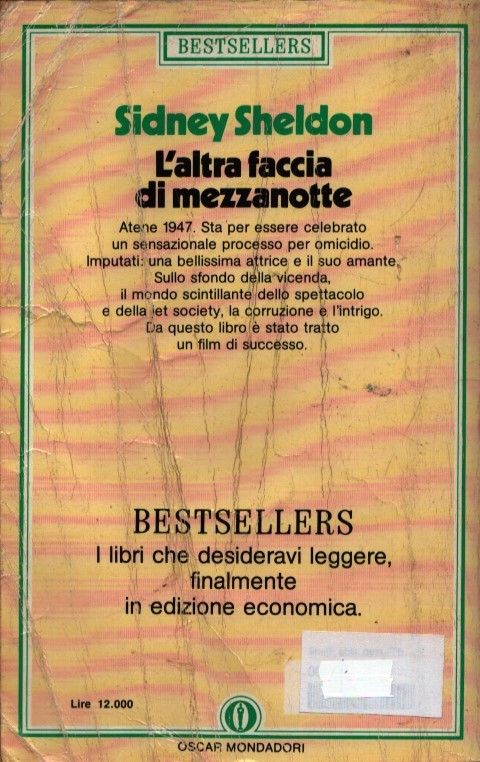 BESTSELLERS
Sidney Sheldon
L'altra faccia
di mezzanotte
Atene 1947. Sta per essere celebrato
un sensazionale processo per omicidio.
Imputati: una bellissima attrice e il suo amante.
Sullo sfondo della vicenda,
il mondo scintillante dello spettacolo
e della jet society, la corruzione e l'intrigo.
Da questo libro è stato tratto
un film di successo.
BESTSELLERS
I libri che desideravi leggere,
finalmente
in edizione economica.
Lire 12.000
OSCAR MONDADORI